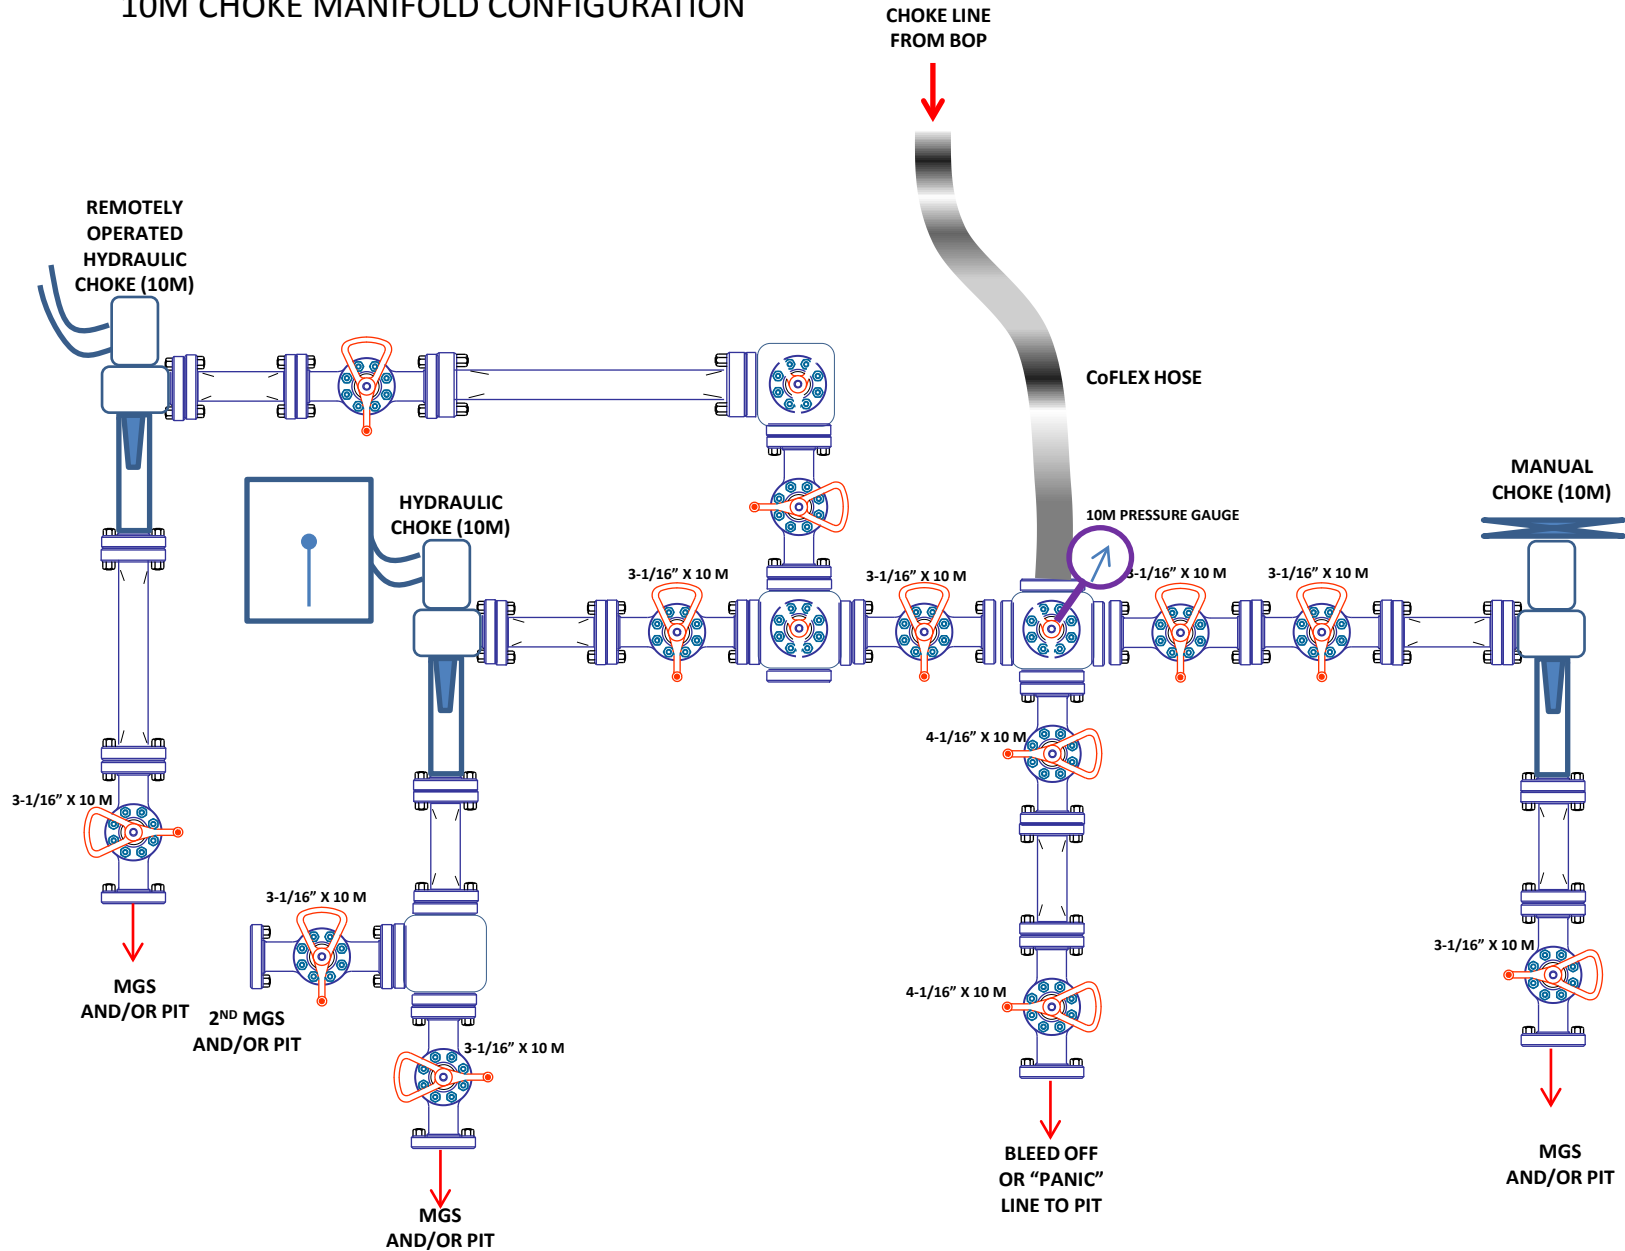 10M CHOKE MANIFOLD CONFIGURATION
CHOKE LINE
FROM BOP
REMOTELY
OPERATED
HYDRAULIC
CHOKE (10M)
CoFLEX HOSE
HYDRAULIC
CHOKE (10M)
10M PRESSURE GAUGE
MANUAL
CHOKE (10M)
3-1/16” X 10 M
3-1/16” X 10 M
3-1/16” X 10 M
3-1/16” X 10 M
4-1/16” X 10 M
3-1/16” X 10 M
3-1/16” X 10 M
3-1/16” X 10 M
4-1/16” X 10 M
3-1/16” X 10 M
MGS
AND/OR PIT
2ND MGS
AND/OR PIT
BLEED OFF
OR “PANIC”
LINE TO PIT
MGS
AND/OR PIT
MGS
AND/OR PIT